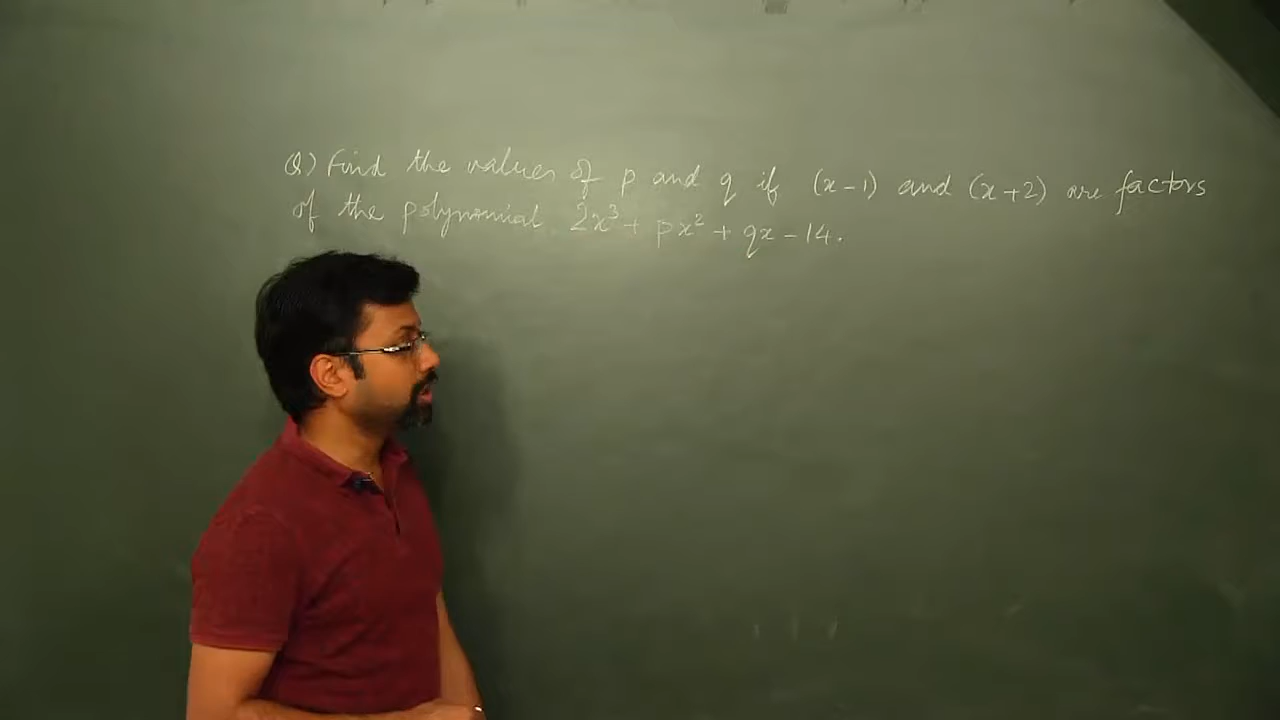 Q) Find the values of p and q if (x-1) and (x+2) are factors
of the polynomial 2x³ + px² + qx - 14.